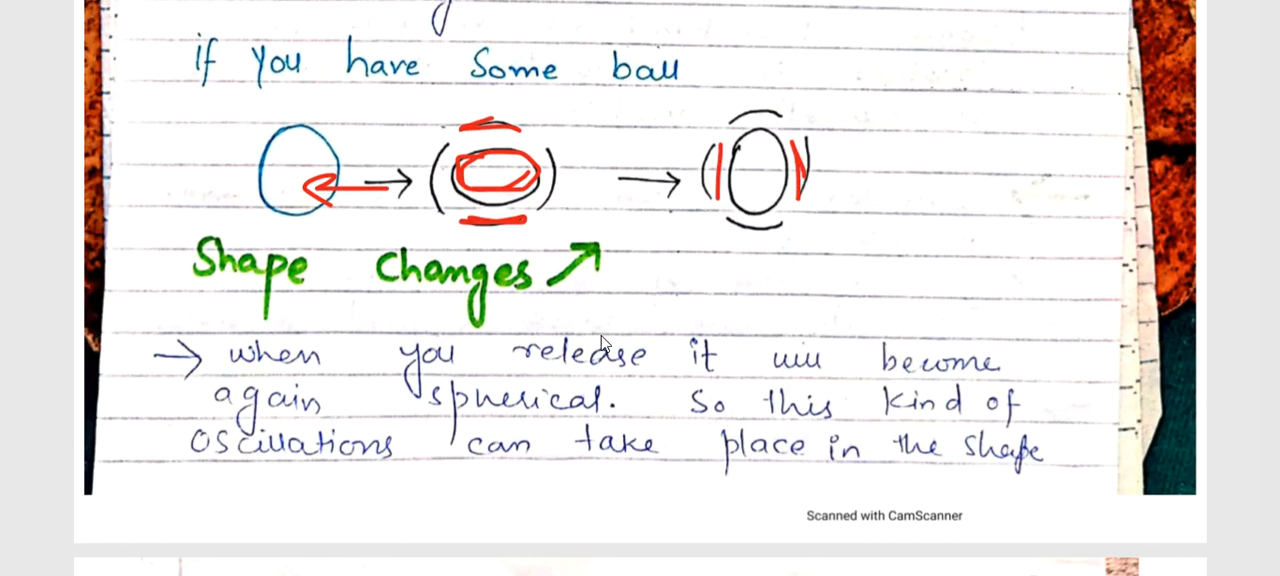 if you have Some ball
Shape changes
→ when you release it will become
again spherical. So this kind of
oscillations can take place in the shape
Scanned with CamScanner